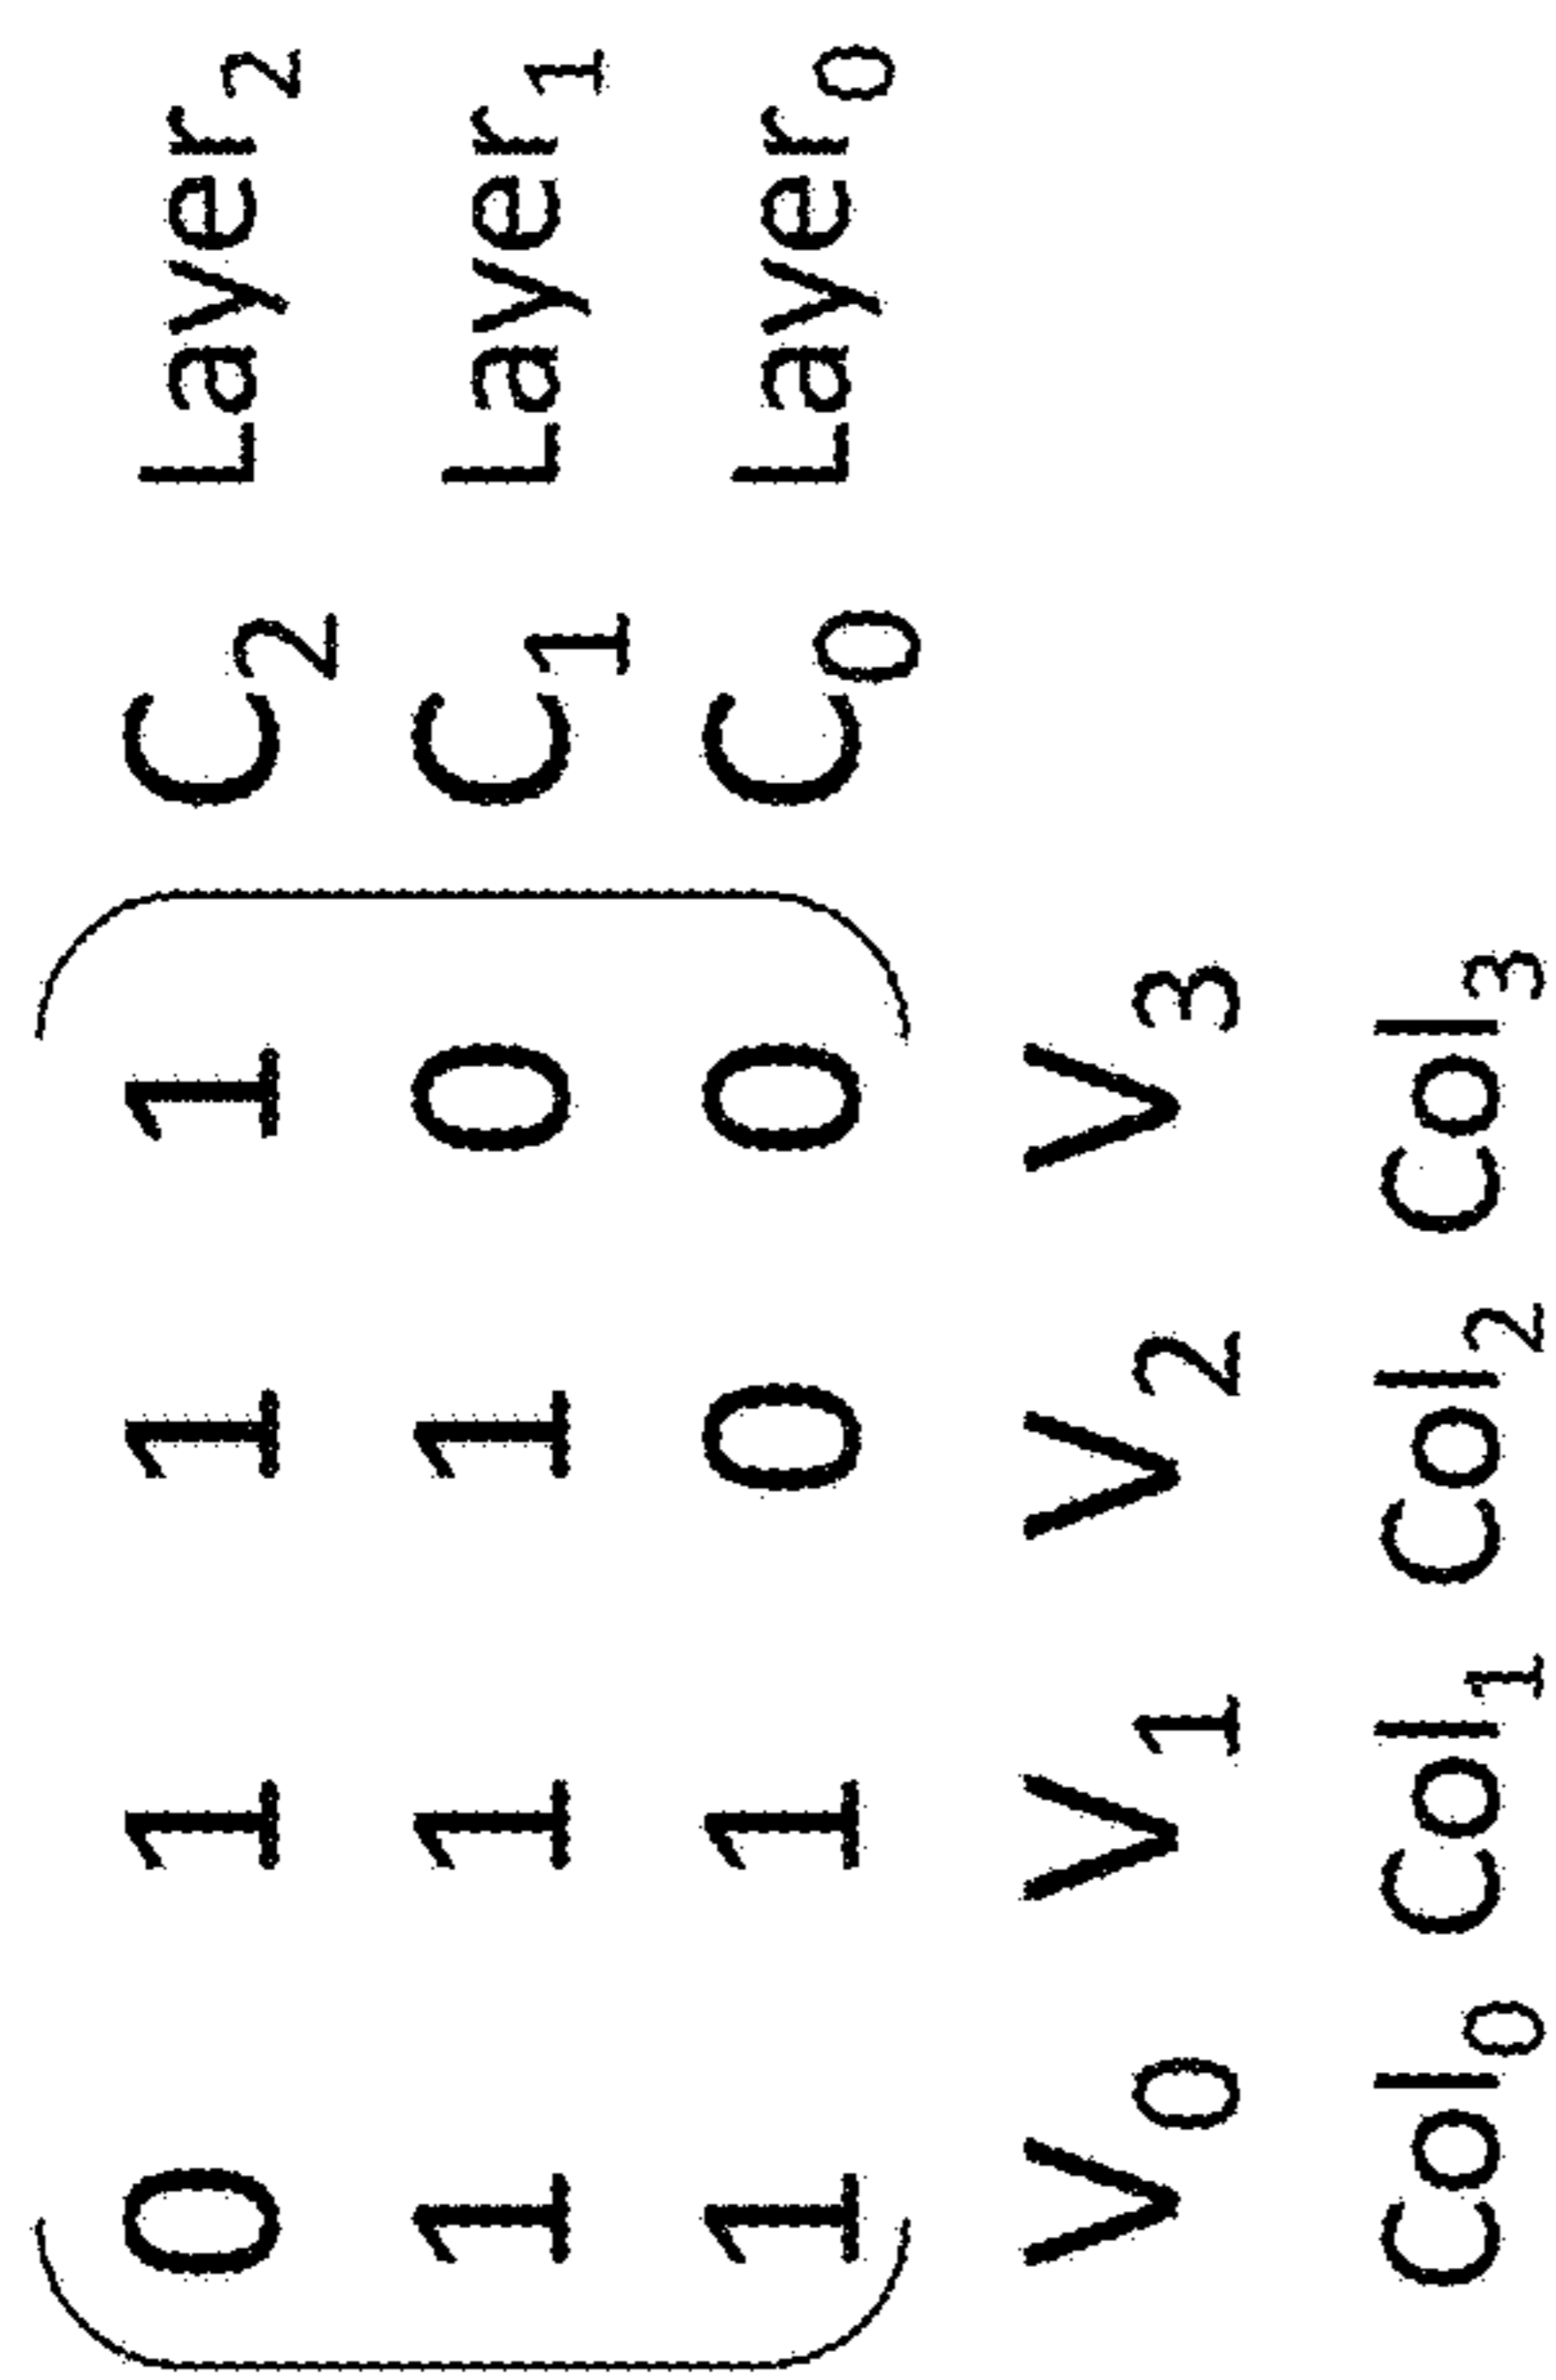 0 1 1 1 C2 Layer2
1 1 1 0 C1 Layer1
1 1 0 0 C0 Layer0
V0 V1 V2 V3
Col0 Col1 Col2 Col3